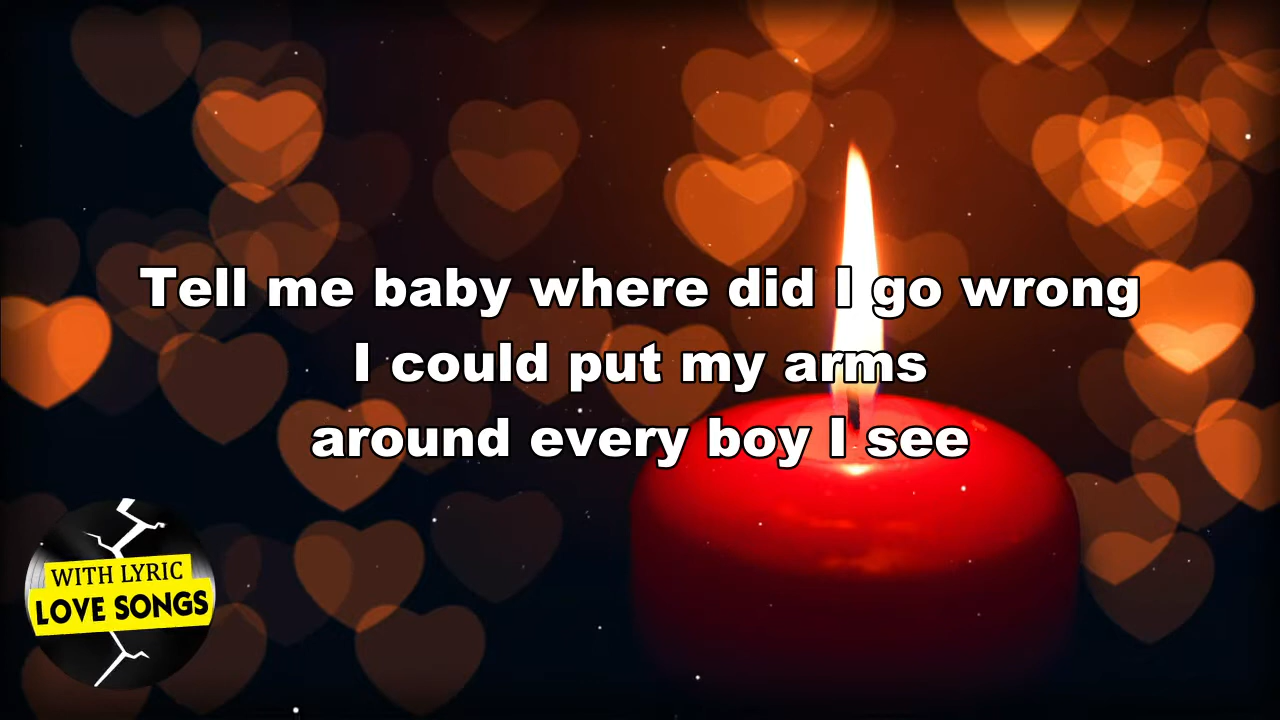 Tell me baby where did I go wrong
I could put my arms
around every boy I see
WITH LYRIC
LOVE SONGS